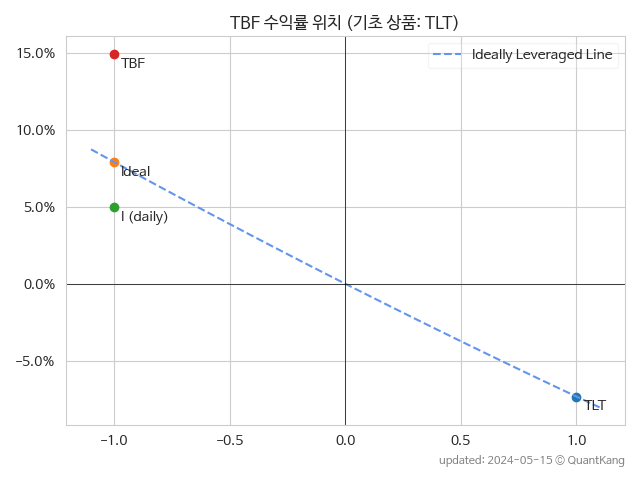 TBF 수익률 위치 (기초 상품: TLT)
Ideally Leveraged Line
15.0%
TBF
10.0%
Ideal
5.0%
I (daily)
0.0%
−5.0%
TLT
−1.0 −0.5 0.0 0.5 1.0
updated: 2024-05-15 © QuantKang